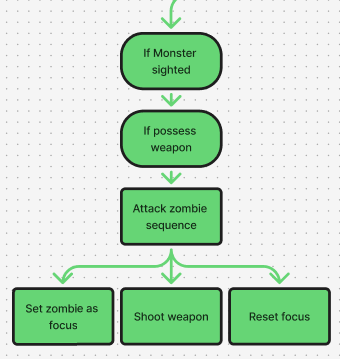 If Monster
sighted
If possess
weapon
Attack zombie
sequence
Set zombie as
focus
Shoot weapon
Reset focus